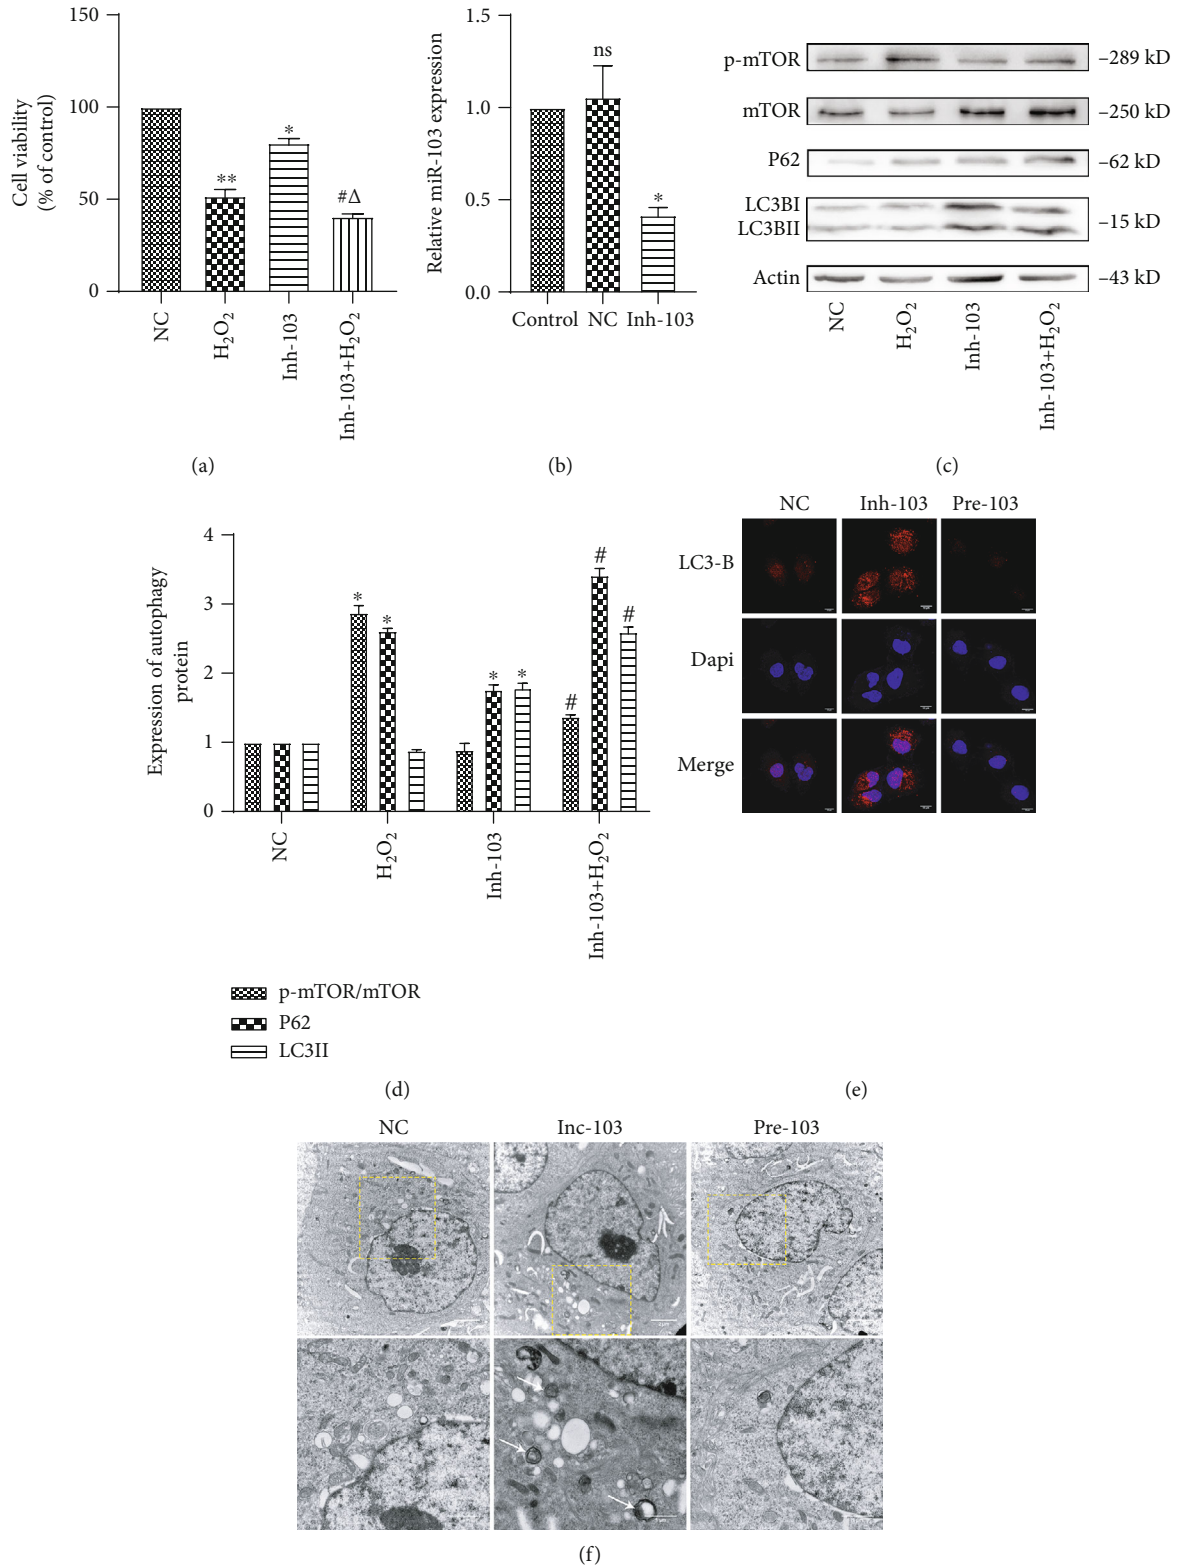 150
100
50
0
Cell viability
(% of control)
**
*
#Δ
NC
H₂O₂
Inh-103
Inh-103+H₂O₂
(a)
1.5
1.0
0.5
0.0
Relative miR-103 expression
ns
*
Control NC Inh-103
(b)
p-mTOR –289 kD
mTOR –250 kD
P62 –62 kD
LC3BI
LC3BII
–15 kD
Actin –43 kD
NC
H₂O₂
Inh-103
Inh-103+H₂O₂
(c)
4
3
2
1
0
Expression of autophagy
protein
* *
* *
# # #
NC
H₂O₂
Inh-103
Inh-103+H₂O₂
p-mTOR/mTOR
P62
LC3II
(d)
NC Inh-103 Pre-103
LC3-B
Dapi
Merge
(e)
NC Inc-103 Pre-103
(f)